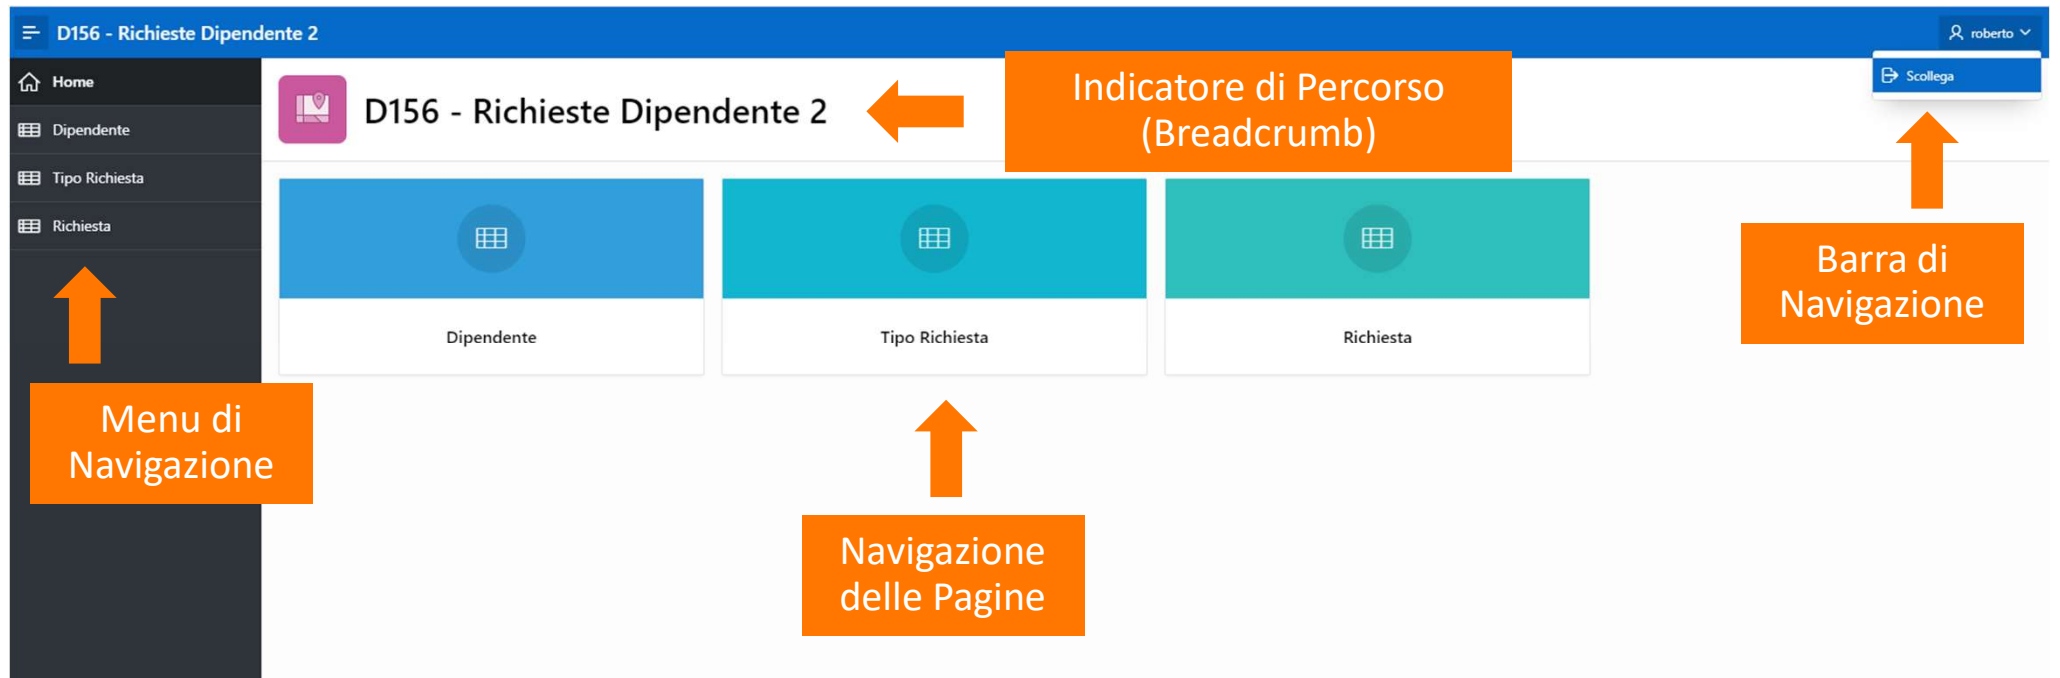 D156 - Richieste Dipendente 2
roberto
Home
Dipendente
Tipo Richiesta
Richiesta
D156 - Richieste Dipendente 2
Indicatore di Percorso
(Breadcrumb)
Scollega
Barra di
Navigazione
Dipendente
Tipo Richiesta
Richiesta
Menu di
Navigazione
Navigazione
delle Pagine